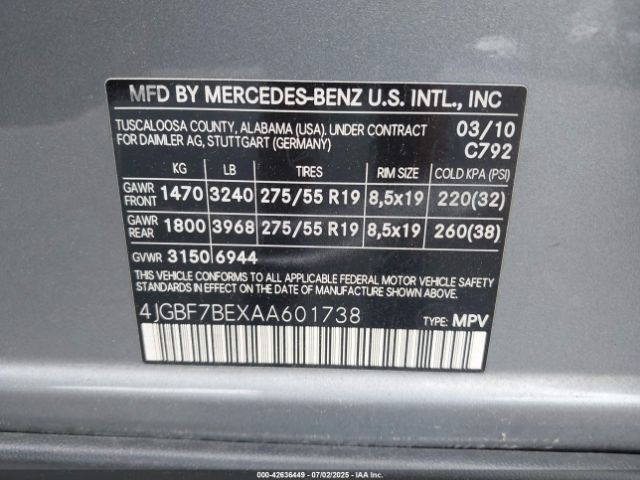 MFD BY MERCEDES-BENZ U.S. INTL., INC
TUSCALOOSA COUNTY, ALABAMA (USA). UNDER CONTRACT 03/10
FOR DAIMLER AG, STUTTGART (GERMANY) C792
KG LB TIRES RIM SIZE COLD KPA (PSI)
GAWR FRONT 1470 3240 275/55 R19 8,5x19 220(32)
GAWR REAR 1800 3968 275/55 R19 8,5x19 260(38)
GVWR 3150 6944
THIS VEHICLE CONFORMS TO ALL APPLICABLE FEDERAL MOTOR VEHICLE SAFETY
STANDARDS IN EFFECT ON THE DATE OF MANUFACTURE SHOWN ABOVE.
4JGBF7BEXAA601738 TYPE: MPV
IAA -- 42636449 -- 07/02/2025 -- IAAI.COM